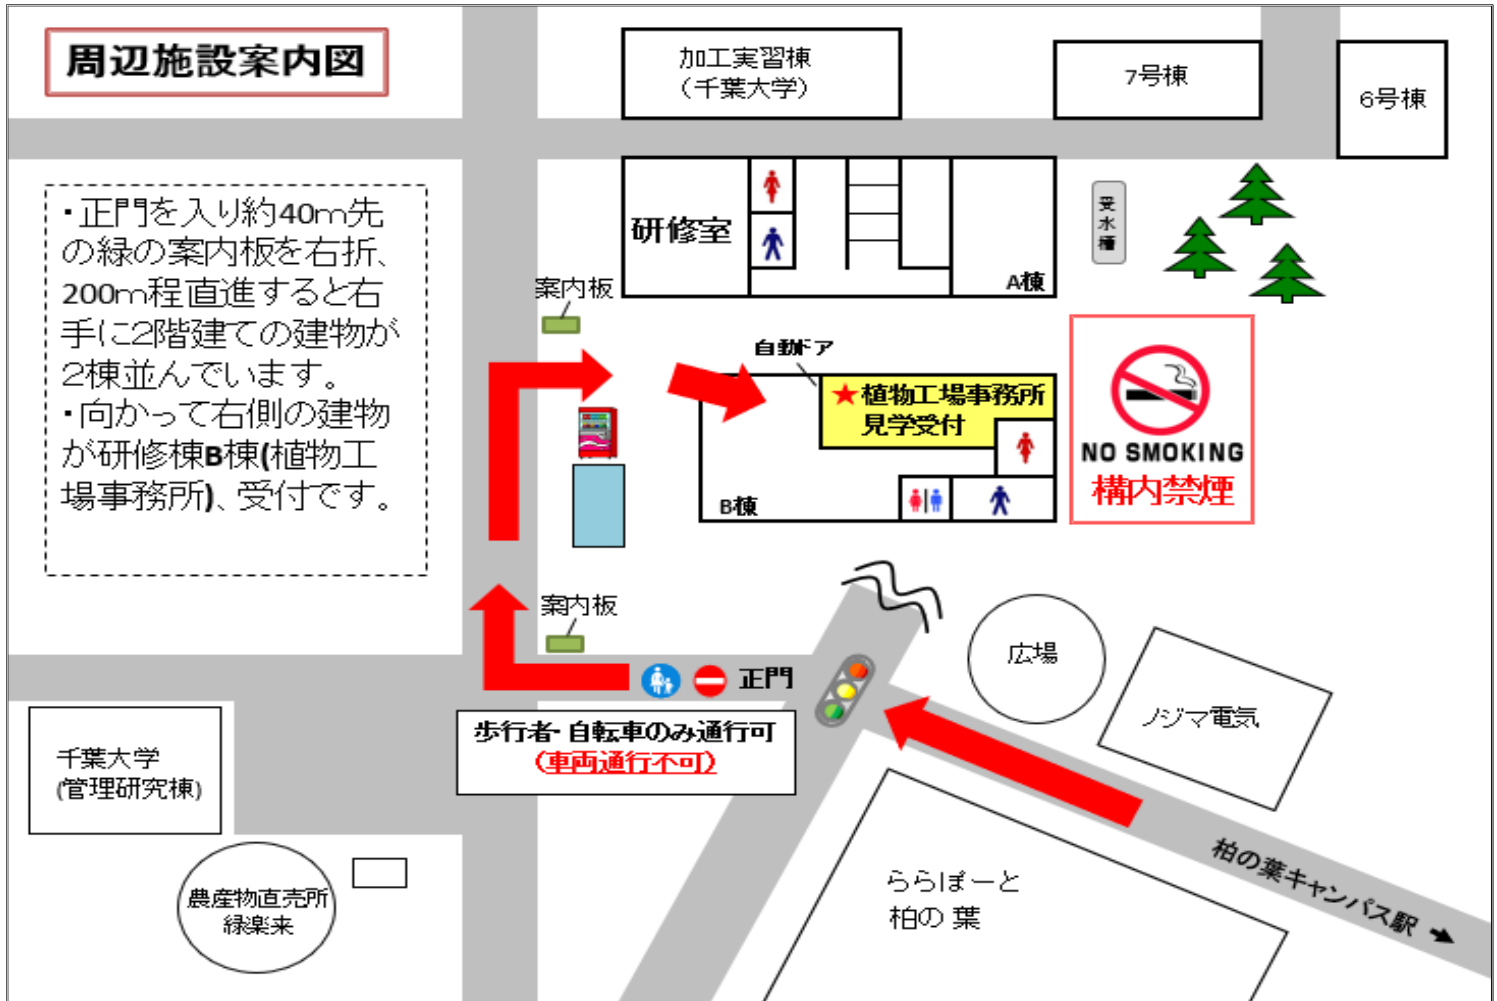 周辺施設案内図
加工実習棟
（千葉大学）
7号棟
6号棟
・正門を入り約40m先
の緑の案内板を右折、
200m程直進すると右
手に2階建ての建物が
2棟並んでいます。
・向かって右側の建物
が研修棟B棟(植物工
場事務所)、受付です。
研修室
A棟
受水槽
案内板
自動ドア
★植物工場事務所
見学受付
B棟
NO SMOKING
構内禁煙
案内板
正門
歩行者・自転車のみ通行可
（車両通行不可）
広場
ノジマ電気
千葉大学
(管理研究棟)
農産物直売所
緑楽来
ららぽーと
柏の葉
柏の葉キャンパス駅